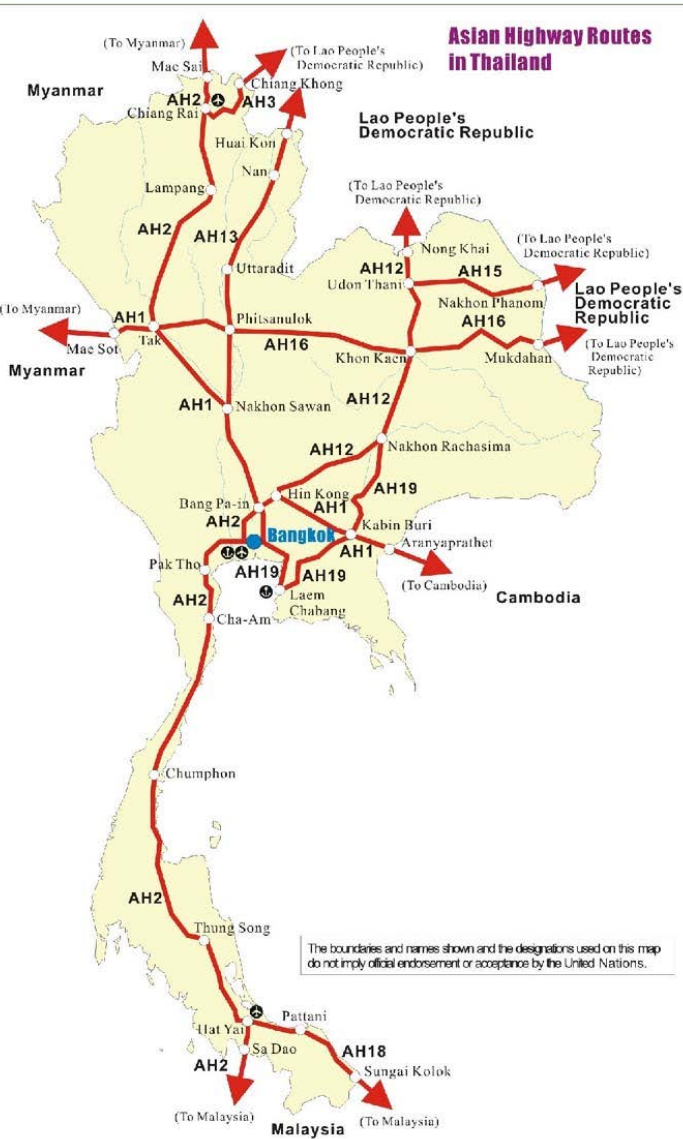 Asian Highway Routes
in Thailand
(To Myanmar)
Mae Sai
(To Lao People's
Democratic Republic)
Chiang Khong
Myanmar
AH2
AH3
Chiang Rai
Lao People's
Democratic Republic
Huai Kon
Nan
Lampang
(To Lao People's
Democratic Republic)
AH2
AH13
Nong Khai
(To Lao People's
Democratic Republic)
Uttaradit
AH12
AH15
Udon Thani
Nakhon Phanom
Lao People's
Democratic
Republic
(To Myanmar)
AH1
Phitsanulok
AH16
Mae Sot
Tak
AH16
Khon Kaen
Mukdahan
(To Lao People's
Democratic
Republic)
Myanmar
AH1
Nakhon Sawan
AH12
AH12
Nakhon Rachasima
Hin Kong
AH19
Bang Pa-in
AH1
AH2
Kabin Buri
Bangkok
AH1
Aranyaprathet
Pak Tho
AH19
AH19
(To Cambodia)
Laem
Chabang
Cambodia
AH2
Cha-Am
Chumphon
AH2
Thung Song
The boundaries and names shown and the designations used on this map
do not imply official endorsement or acceptance by the United Nations.
Pattani
Hat Yai
Sa Dao
AH18
AH2
Sungai Kolok
(To Malaysia)
(To Malaysia)
Malaysia